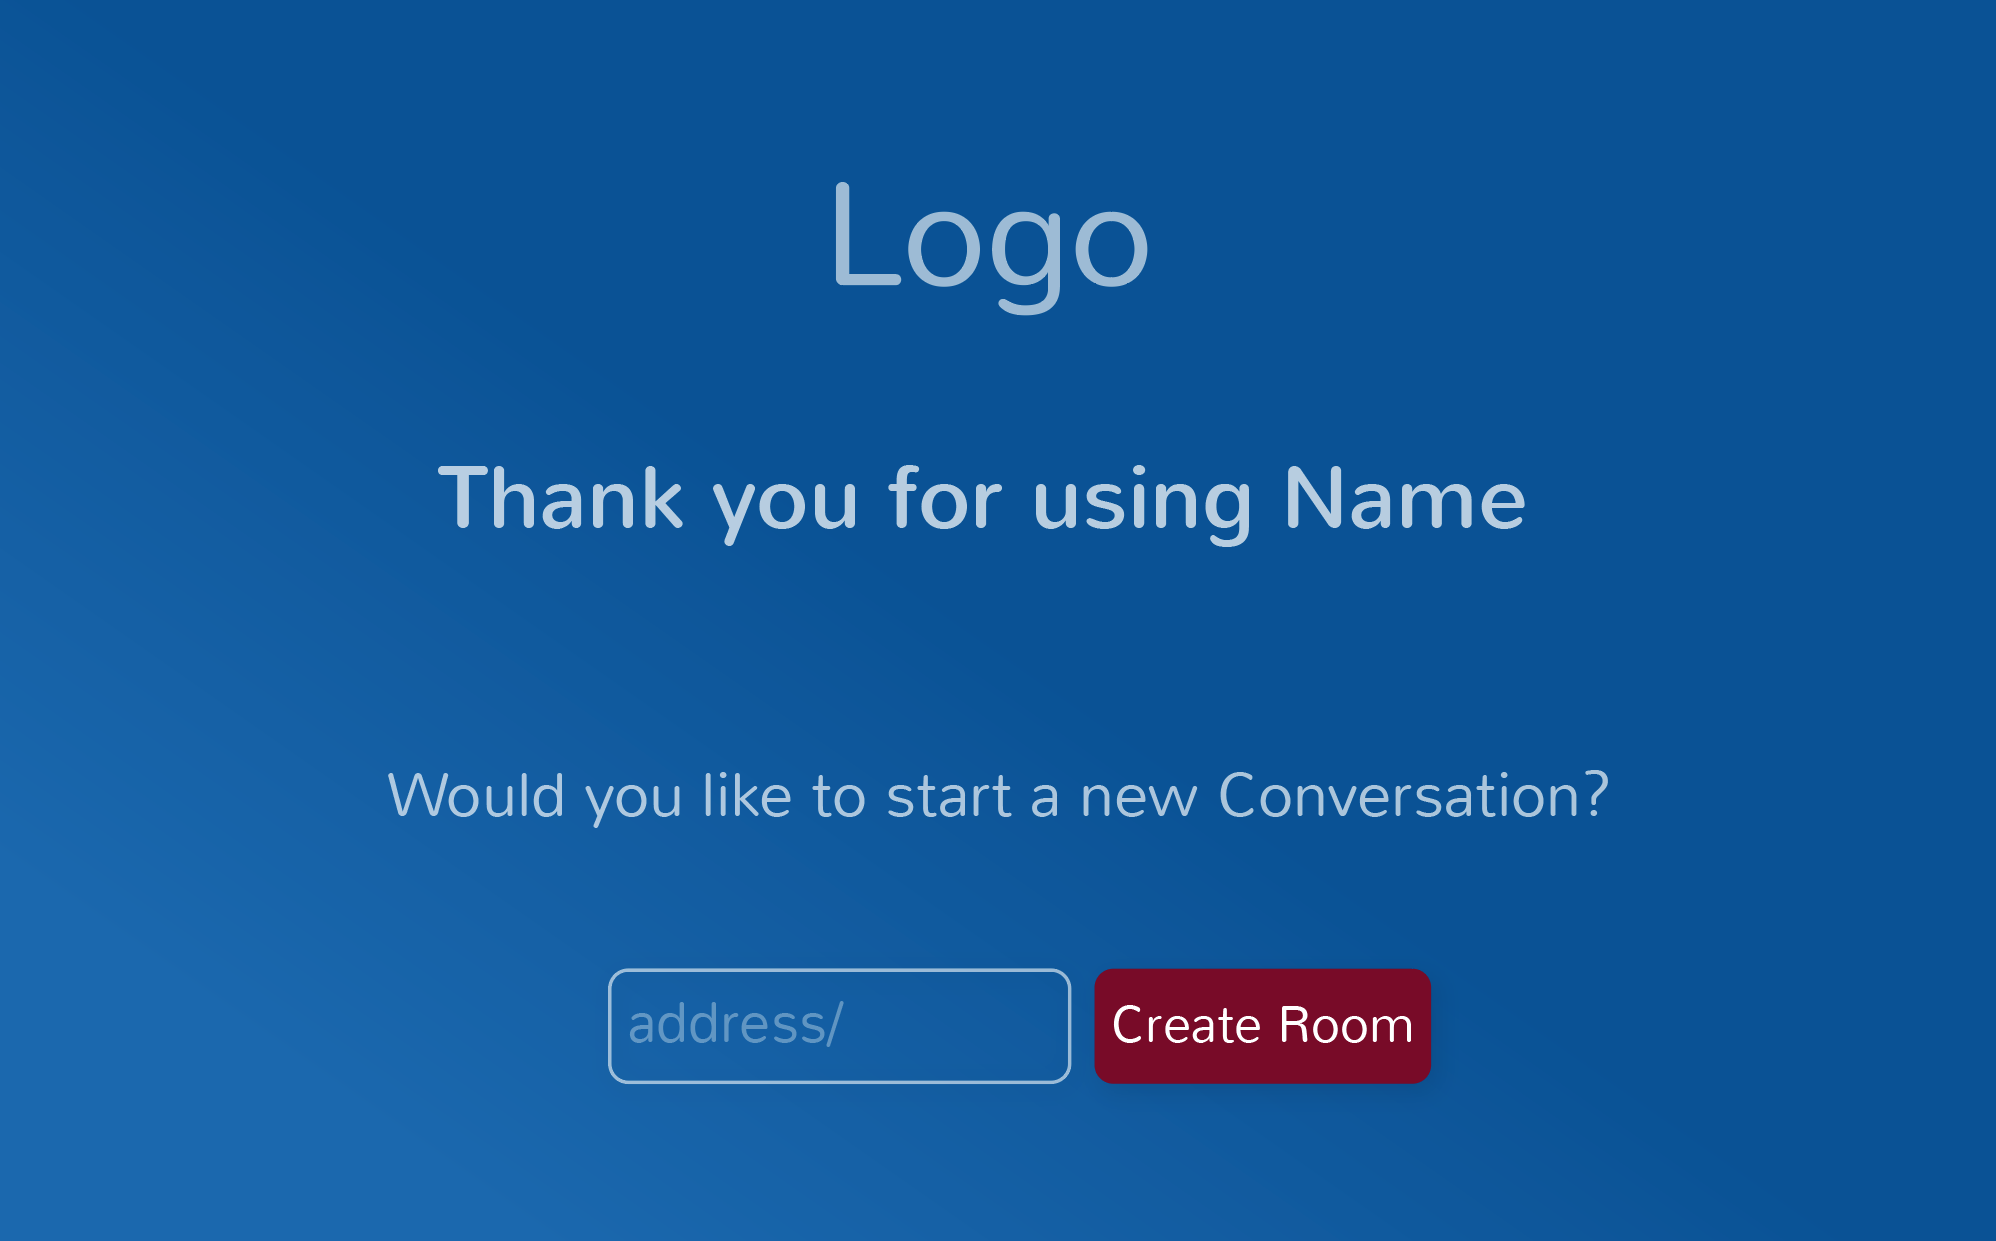 Logo
Thank you for using Name
Would you like to start a new Conversation?
address/
Create Room